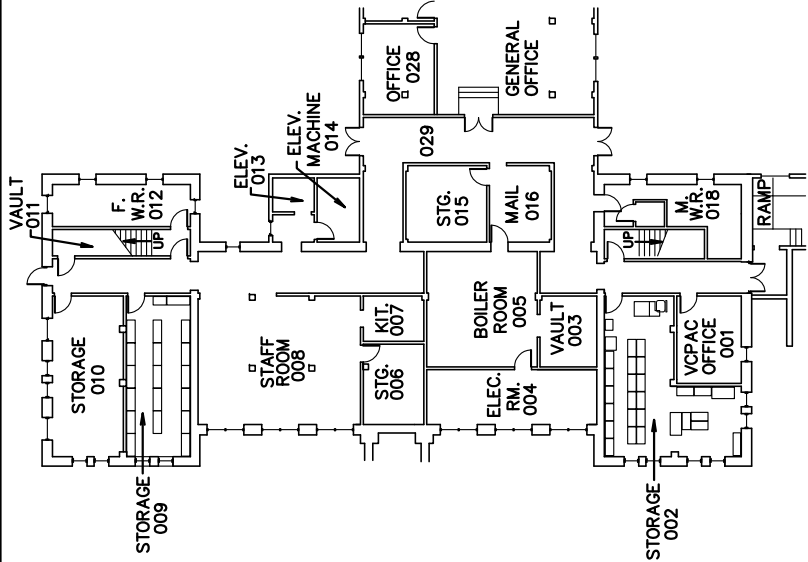 VAULT
011
F.
W.R.
012
UP
STORAGE
010
STORAGE
009
ELEV.
013
ELEV.
MACHINE
014
OFFICE
028
GENERAL
OFFICE
029
STG.
015
MAIL
016
STAFF
ROOM
008
KIT.
007
STG.
006
BOILER
ROOM
005
VAULT
003
ELEC.
RM.
004
M.
W.R.
018
UP
RAMP
VCPAC
OFFICE
001
STORAGE
002